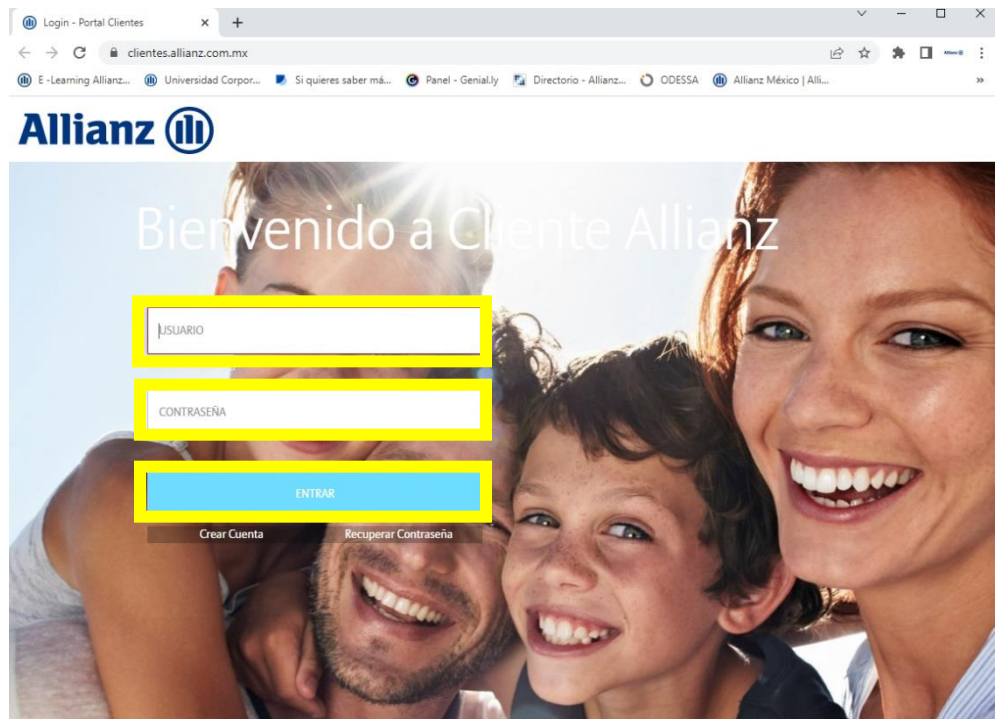 Login - Portal Clientes
clientes.allianz.com.mx
E -Learning Allianz... Universidad Corpor... Si quieres saber má... Panel - Genial.ly Directorio - Allianz... ODESSA Allianz México | Alli...
Allianz
Bienvenido a Cliente Allianz
USUARIO
CONTRASEÑA
ENTRAR
Crear Cuenta Recuperar Contraseña